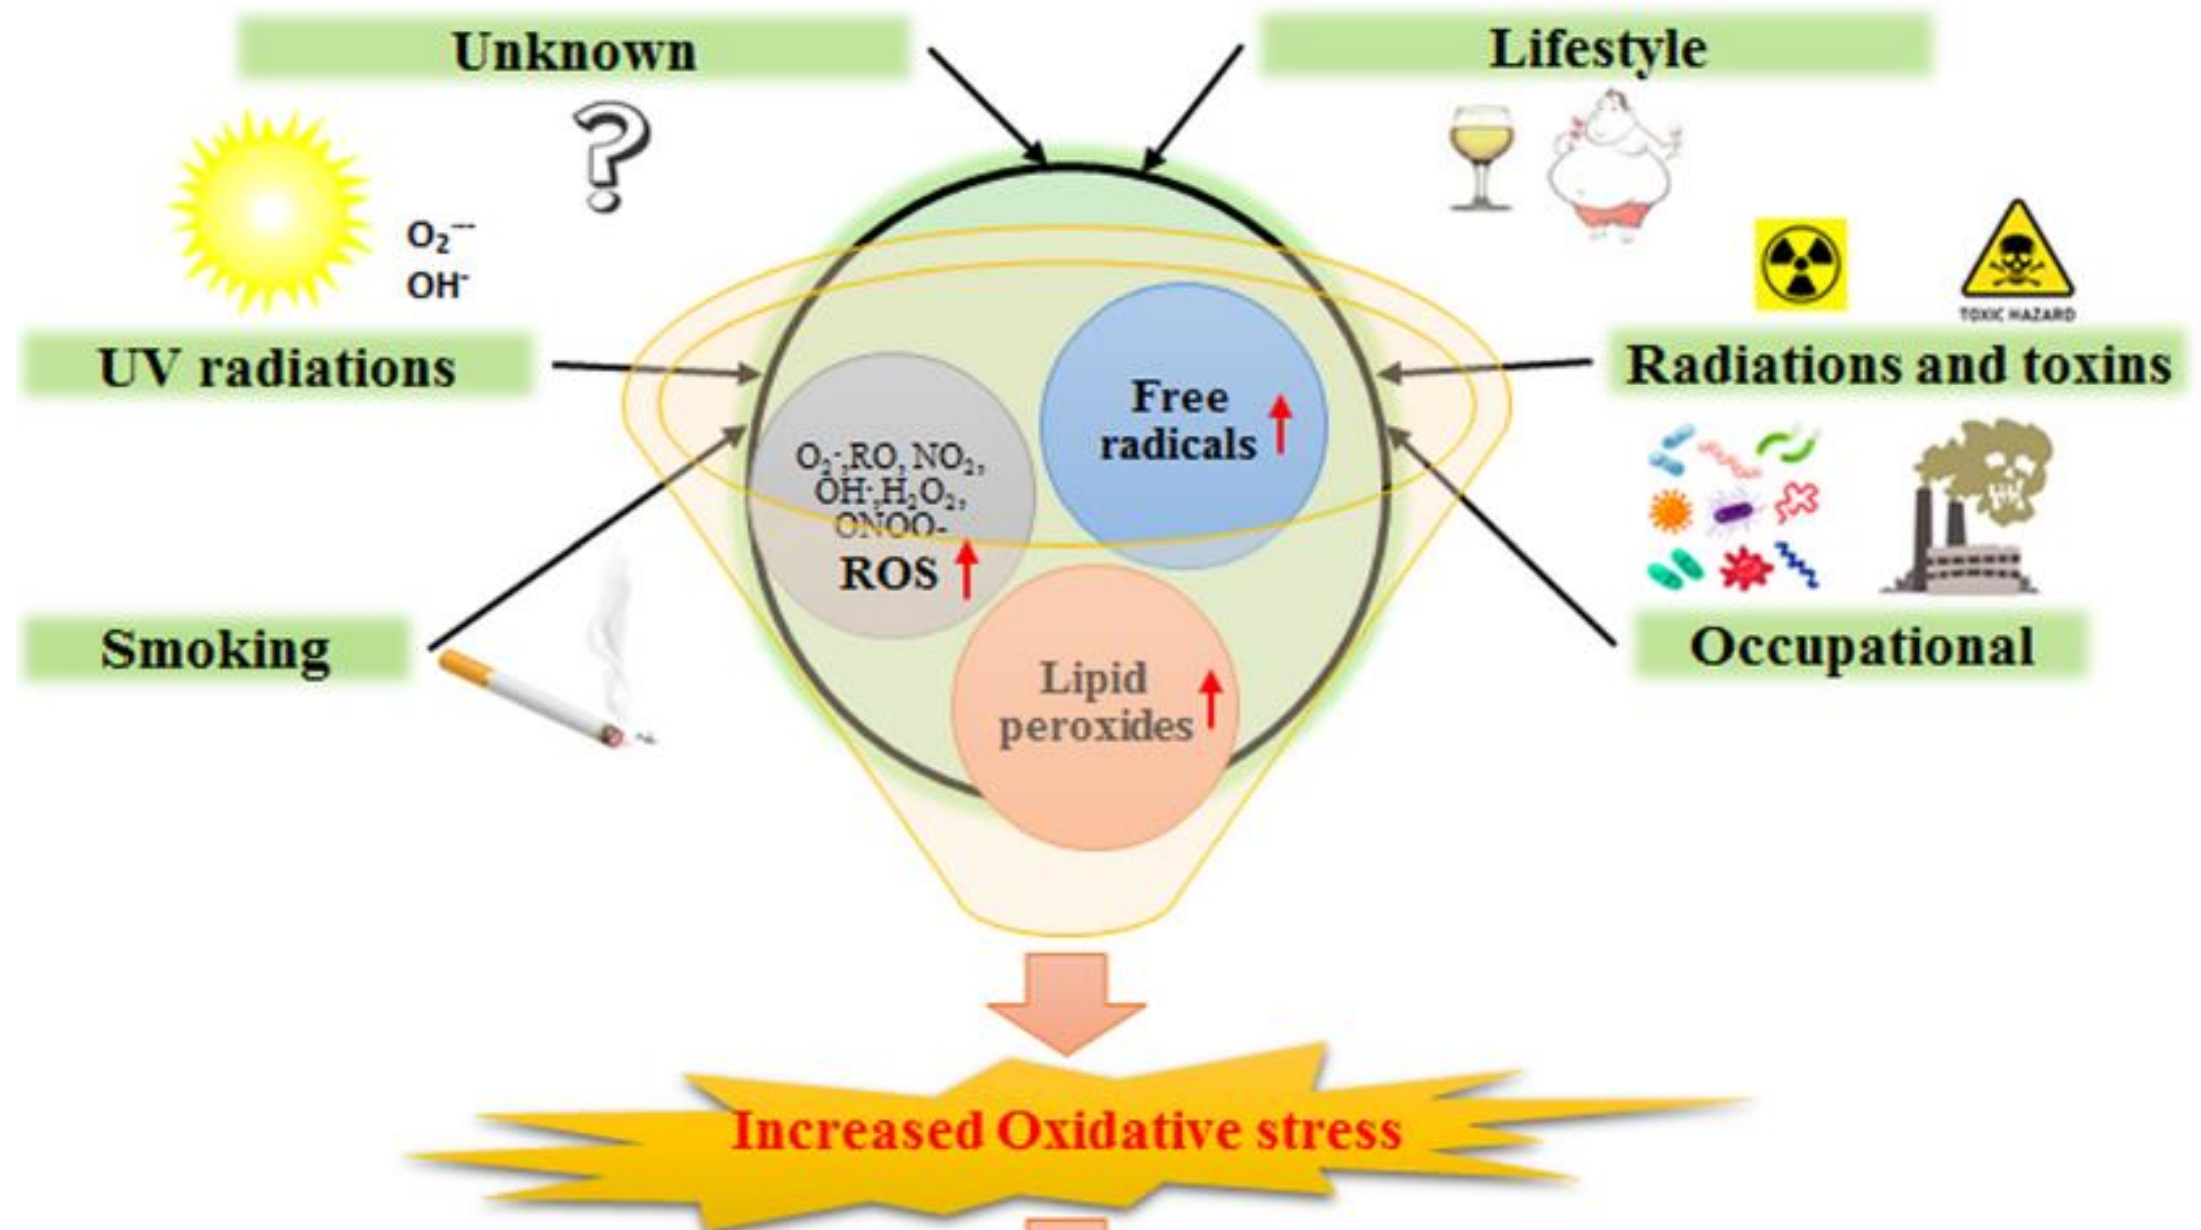 Unknown
Lifestyle
?
O₂⁻⁻
OH⁻
TOXIC HAZARD
UV radiations
Radiations and toxins
Free
radicals
O₂⁻,RO, NO₂,
OH⁻,H₂O₂,
ONOO-
ROS
Smoking
Occupational
Lipid
peroxides
Increased Oxidative stress